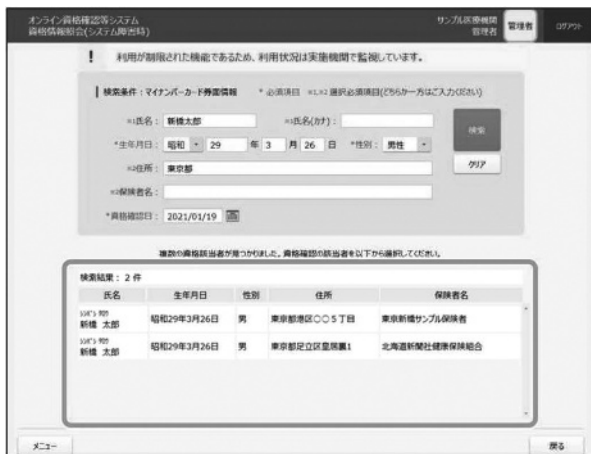 オンライン資格確認等システム
資格情報照会(システム障害時)
サンプル医療機関
管理者
管理者
ログアウト
! 利用が制限された機能であるため、利用状況は実施機関で監視しています。
検索条件:マイナンバーカード券面情報 * 必須項目 ※1,※2 選択必須項目(どちらか一方はご入力ください)
※1氏名: 新橋太郎 ※1氏名(カナ):
検索
*生年月日: 昭和 29 年 3 月 26 日 *性別: 男性
クリア
※2住所: 東京都
※2保険者名:
*資格確認日: 2021/01/19
複数の資格該当者が見つかりました。資格確認の該当者を以下から選択してください。
検索結果: 2 件
氏名 生年月日 性別 住所 保険者名
ｼﾝﾊﾞｼ ﾀﾛｳ
新橋 太郎 昭和29年3月26日 男 東京都港区〇〇5丁目 東京新橋サンプル保険者
ｼﾝﾊﾞｼ ﾀﾛｳ
新橋 太郎 昭和29年3月26日 男 東京都足立区皇居裏1 北海道新聞社健康保険組合
メニュー
戻る